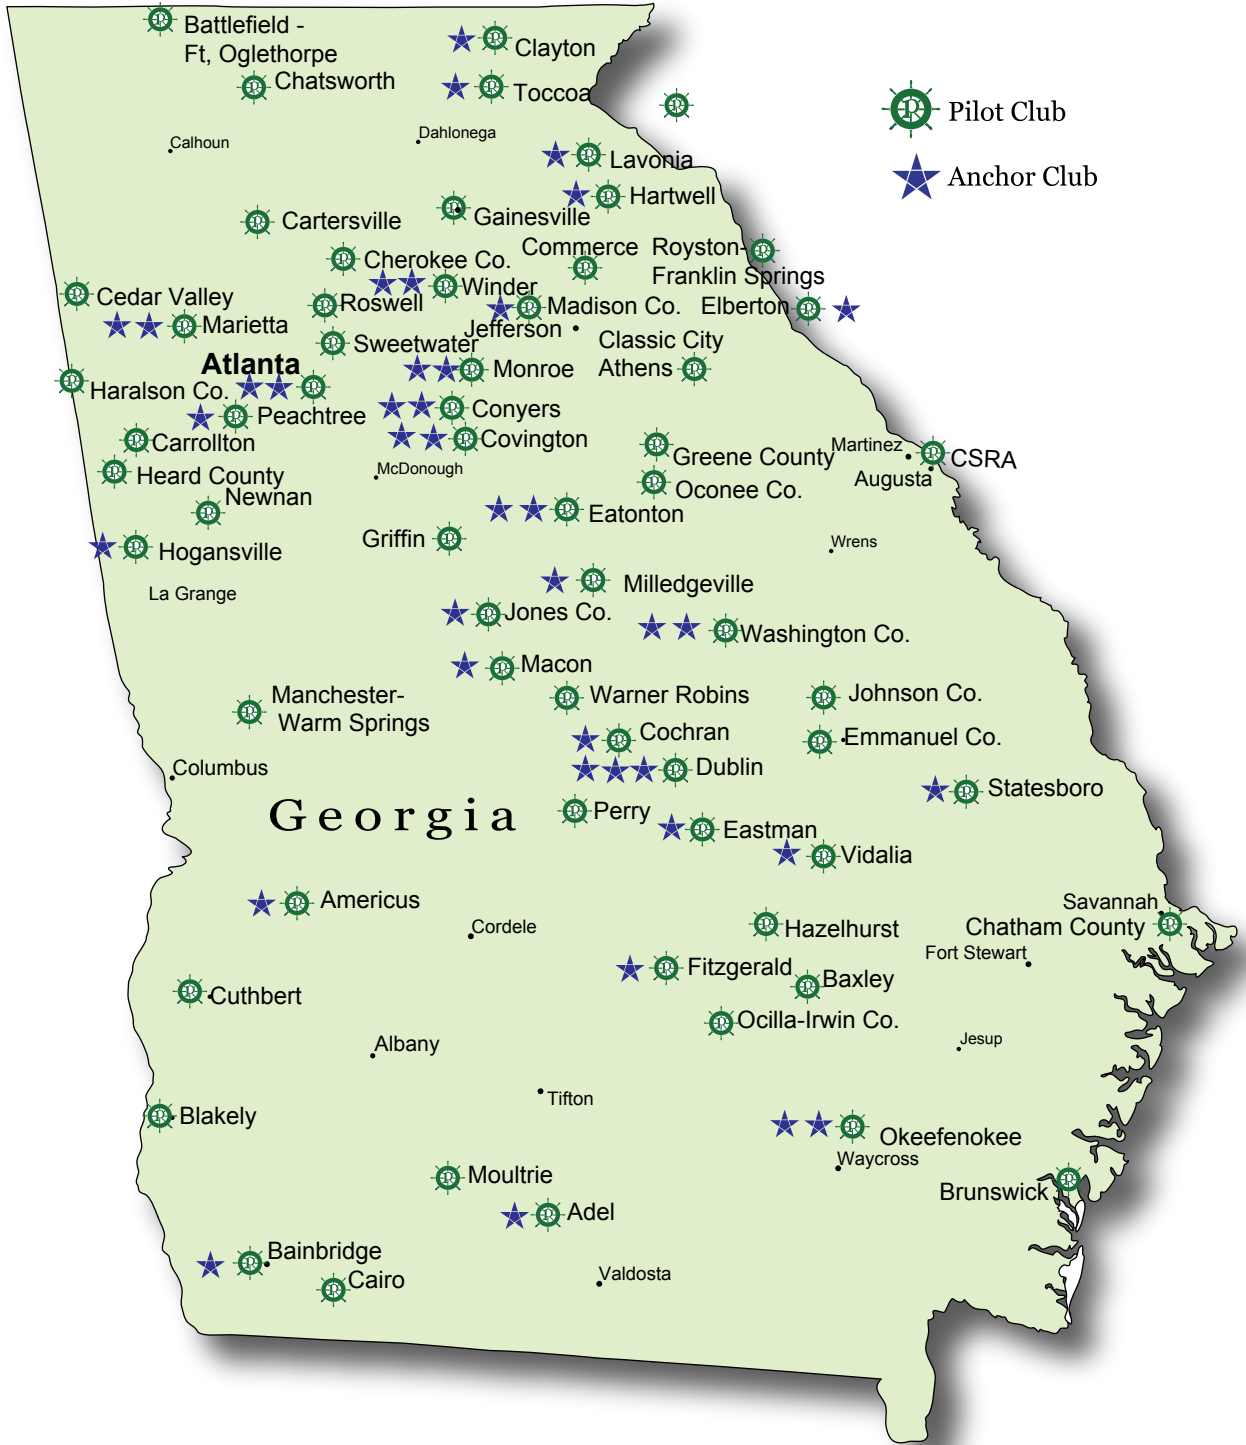 Battlefield -
Ft, Oglethorpe
Clayton
Chatsworth
Toccoa
Pilot Club
Calhoun
Dahlonega
Lavonia
Anchor Club
Hartwell
Cartersville
Gainesville
Commerce
Royston-
Franklin Springs
Cherokee Co.
Winder
Cedar Valley
Roswell
Madison Co.
Elberton
Marietta
Jefferson
Sweetwater
Classic City
Athens
Atlanta
Monroe
Haralson Co.
Peachtree
Conyers
Carrollton
Covington
Martinez
CSRA
Greene County
McDonough
Heard County
Augusta
Oconee Co.
Newnan
Eatonton
Griffin
Wrens
Hogansville
Milledgeville
La Grange
Jones Co.
Washington Co.
Macon
Manchester-
Warm Springs
Warner Robins
Johnson Co.
Cochran
Emmanuel Co.
Columbus
Dublin
Statesboro
Georgia
Perry
Eastman
Vidalia
Americus
Savannah
Cordele
Hazelhurst
Chatham County
Fort Stewart
Fitzgerald
Baxley
Cuthbert
Ocilla-Irwin Co.
Albany
Jesup
Tifton
Blakely
Okeefenokee
Waycross
Moultrie
Brunswick
Adel
Bainbridge
Cairo
Valdosta